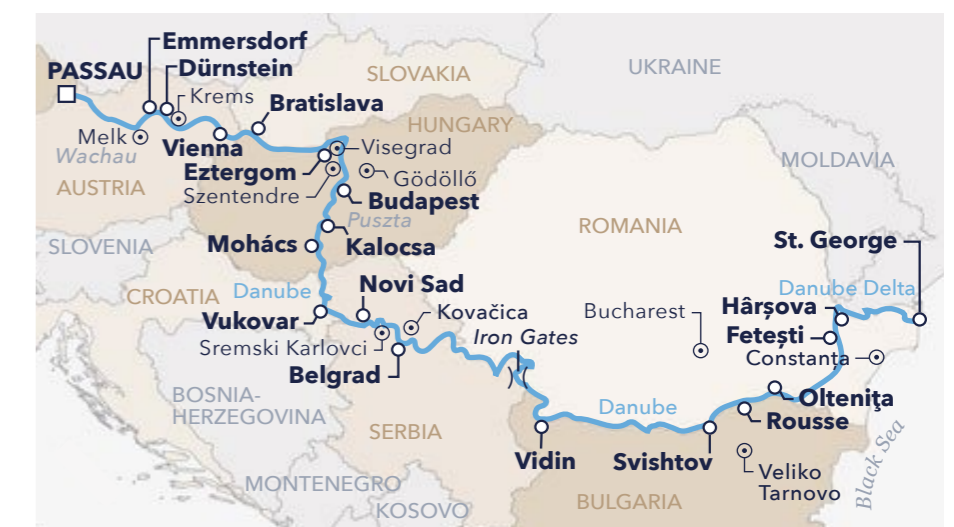 Emmersdorf
Dürnstein
PASSAU
Krems
SLOVAKIA
UKRAINE
Bratislava
HUNGARY
Melk
Vienna
Visegrad
Wachau
Eztergom
Gödöllő
MOLDAVIA
AUSTRIA
Szentendre
Budapest
Puszta
ROMANIA
SLOVENIA
Mohács
Kalocsa
St. George
CROATIA
Danube
Novi Sad
Danube Delta
Vukovar
Kovačica
Bucharest
Hârșova
Sremski Karlovci
Iron Gates
Fetești
Belgrad
Constanța
BOSNIA-
HERZEGOVINA
Danube
Oltenița
SERBIA
Rousse
Vidin
Svishtov
Black Sea
MONTENEGRO
Veliko
Tarnovo
KOSOVO
BULGARIA